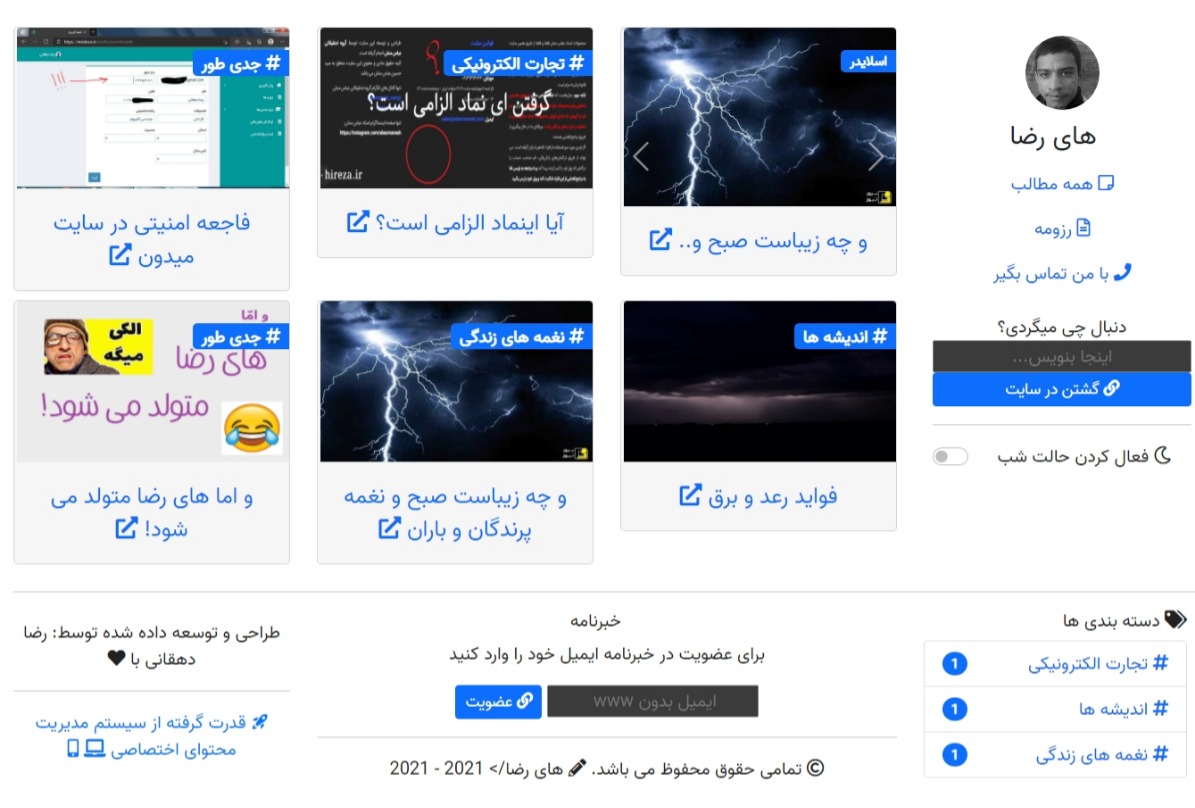 های رضا
همه مطالب
رزومه
با من تماس بگیر
دنبال چی میگردی؟
اینجا بنویس...
گشتن در سایت
فعال کردن حالت شب
اسلایدر
و چه زیباست صبح و..
# تجارت الکترونیکی
گرفتن ای نماد الزامی است؟
hireza.ir
آیا اینماد الزامی است؟
# جدی طور
فاجعه امنیتی در سایت
میدون
# اندیشه ها
فواید رعد و برق
# نغمه های زندگی
و چه زیباست صبح و نغمه
پرندگان و باران
و اما
# جدی طور
الکی
میگه
های رضا
متولد می شود!
و اما های رضا متولد می
شود!
دسته بندی ها
# تجارت الکترونیکی 1
# اندیشه ها 1
# نغمه های زندگی 1
خبرنامه
برای عضویت در خبرنامه ایمیل خود را وارد کنید
ایمیل بدون www
عضویت
© تمامی حقوق محفوظ می باشد. های رضا/> 2021 - 2021
طراحی و توسعه داده شده توسط: رضا
دهقانی با
قدرت گرفته از سیستم مدیریت
محتوای اختصاصی